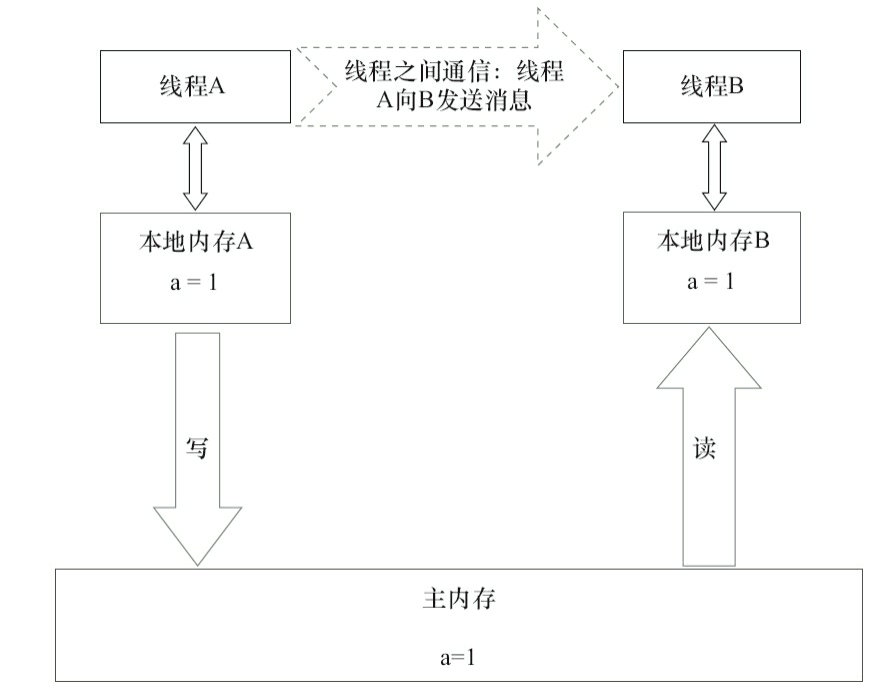 线程A
线程之间通信：线程
A向B发送消息
线程B
本地内存A
a = 1
本地内存B
a = 1
写
读
主内存
a=1